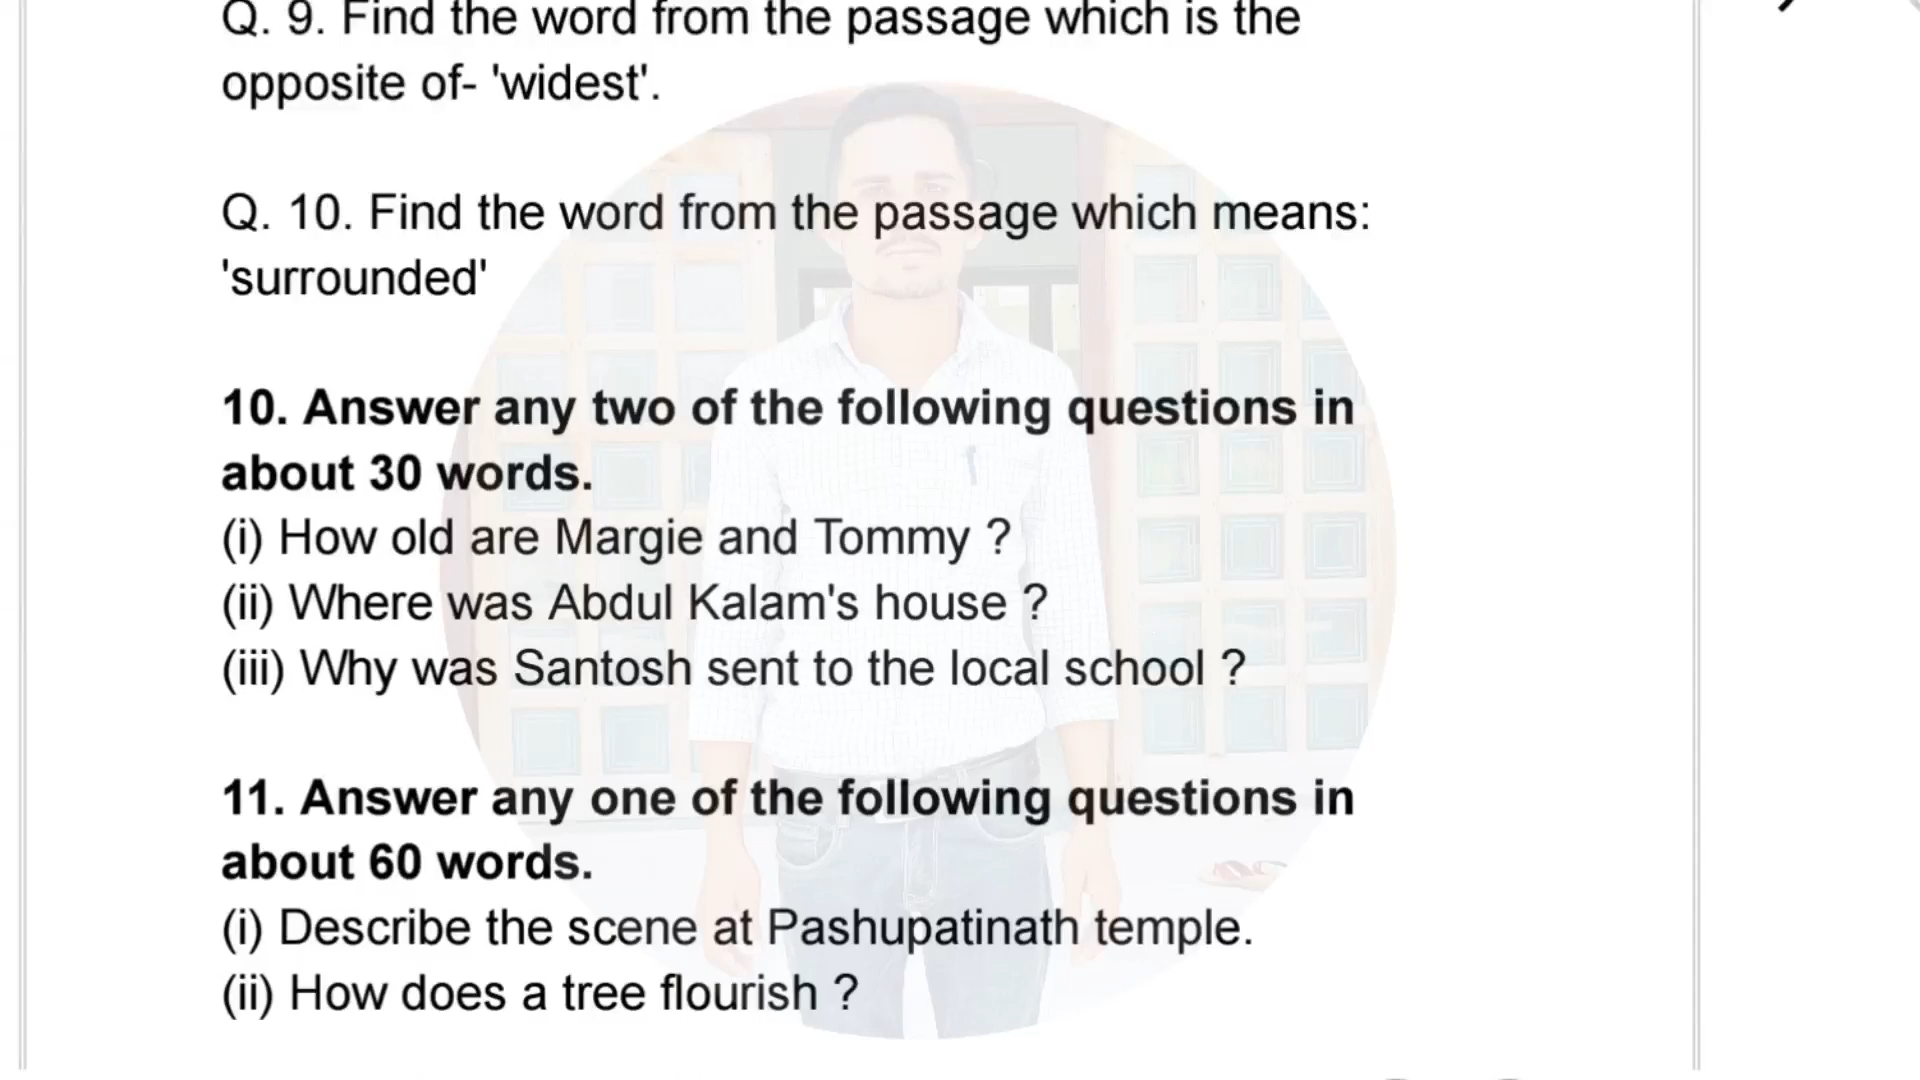 Q. 9. Find the word from the passage which is the
opposite of- 'widest'.
Q. 10. Find the word from the passage which means:
'surrounded'
10. Answer any two of the following questions in
about 30 words.
(i) How old are Margie and Tommy ?
(ii) Where was Abdul Kalam's house ?
(iii) Why was Santosh sent to the local school ?
11. Answer any one of the following questions in
about 60 words.
(i) Describe the scene at Pashupatinath temple.
(ii) How does a tree flourish ?